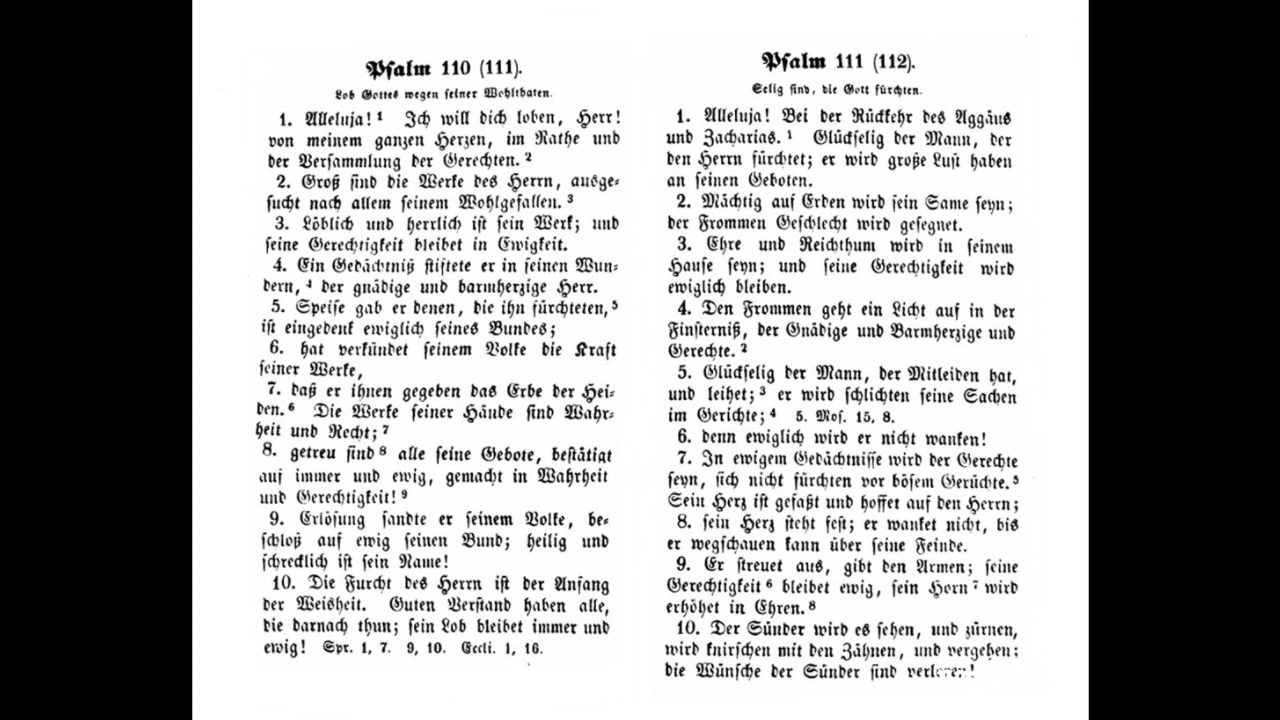 Psalm 110 (111).
Lob Gottes wegen seiner Wohlthaten.
1. Alleluja! ¹ Ich will dich loben, Herr!
von meinem ganzen Herzen, im Rathe und
der Versammlung der Gerechten. ²
2. Groß sind die Werke des Herrn, ausge-
sucht nach allem seinem Wohlgefallen. ³
3. Löblich und herrlich ist sein Werk; und
seine Gerechtigkeit bleibet in Ewigkeit.
4. Ein Gedächtniß stiftete er in seinen Wun-
dern, ⁴ der gnädige und barmherzige Herr.
5. Speise gab er denen, die ihn fürchteten, ⁵
ist eingedenk ewiglich seines Bundes;
6. hat verkündet seinem Volke die Kraft
seiner Werke,
7. daß er ihnen gegeben das Erbe der Hei-
den. ⁶ Die Werke seiner Hände sind Wahr-
heit und Recht; ⁷
8. getreu sind ⁸ alle seine Gebote, bestätigt
auf immer und ewig, gemacht in Wahrheit
und Gerechtigkeit! ⁹
9. Erlösung sandte er seinem Volke, be-
schloß auf ewig seinen Bund; heilig und
schrecklich ist sein Name!
10. Die Furcht des Herrn ist der Anfang
der Weisheit. Guten Verstand haben alle,
die darnach thun; sein Lob bleibet immer und
ewig! Spr. 1, 7. 9, 10. Eccli. 1, 16.
Psalm 111 (112).
Selig sind, die Gott fürchten.
1. Alleluja! Bei der Rückkehr des Aggäus
und Zacharias. ¹ Glückselig der Mann, der
den Herrn fürchtet; er wird große Lust haben
an seinen Geboten.
2. Mächtig auf Erden wird sein Same seyn;
der Frommen Geschlecht wird gesegnet.
3. Ehre und Reichthum wird in seinem
Hause seyn; und seine Gerechtigkeit wird
ewiglich bleiben.
4. Den Frommen geht ein Licht auf in der
Finsterniß, der Gnädige und Barmherzige und
Gerechte. ²
5. Glückselig der Mann, der Mitleiden hat,
und leihet; ³ er wird schlichten seine Sachen
im Gerichte; ⁴ 5. Mos. 15, 8.
6. denn ewiglich wird er nicht wanken!
7. In ewigem Gedächtnisse wird der Gerechte
seyn, sich nicht fürchten vor bösem Gerüchte. ⁵
Sein Herz ist gefaßt und hoffet auf den Herrn;
8. sein Herz steht fest; er wanket nicht, bis
er wegschauen kann über seine Feinde.
9. Er streuet aus, gibt den Armen; seine
Gerechtigkeit ⁶ bleibet ewig, sein Horn ⁷ wird
erhöhet in Ehren. ⁸
10. Der Sünder wird es sehen, und zürnen,
wird knirschen mit den Zähnen, und vergehen;
die Wünsche der Sünder sind verloren!